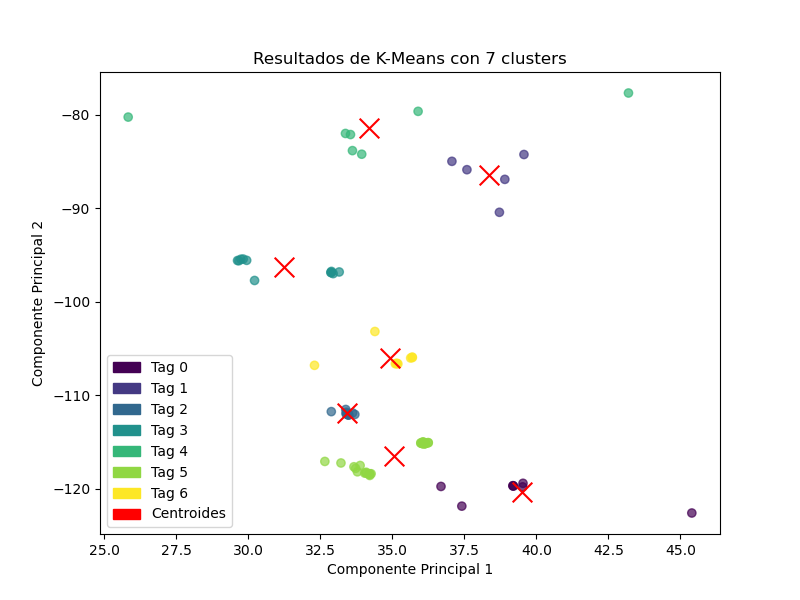 Resultados de K-Means con 7 clusters
Componente Principal 2
−80
−90
−100
−110
−120
Tag 0
Tag 1
Tag 2
Tag 3
Tag 4
Tag 5
Tag 6
Centroides
25.0 27.5 30.0 32.5 35.0 37.5 40.0 42.5 45.0
Componente Principal 1